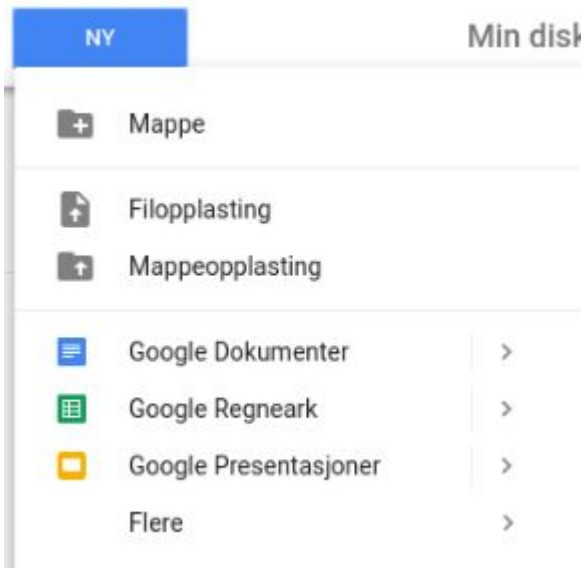 NY
Min disk
Mappe
Filopplasting
Mappeopplasting
Google Dokumenter
Google Regneark
Google Presentasjoner
Flere